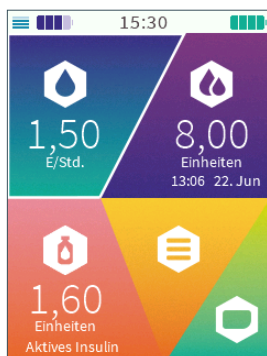 15:30
1,50
E/Std.
8,00
Einheiten
13:06 22. Jun
1,60
Einheiten
Aktives Insulin